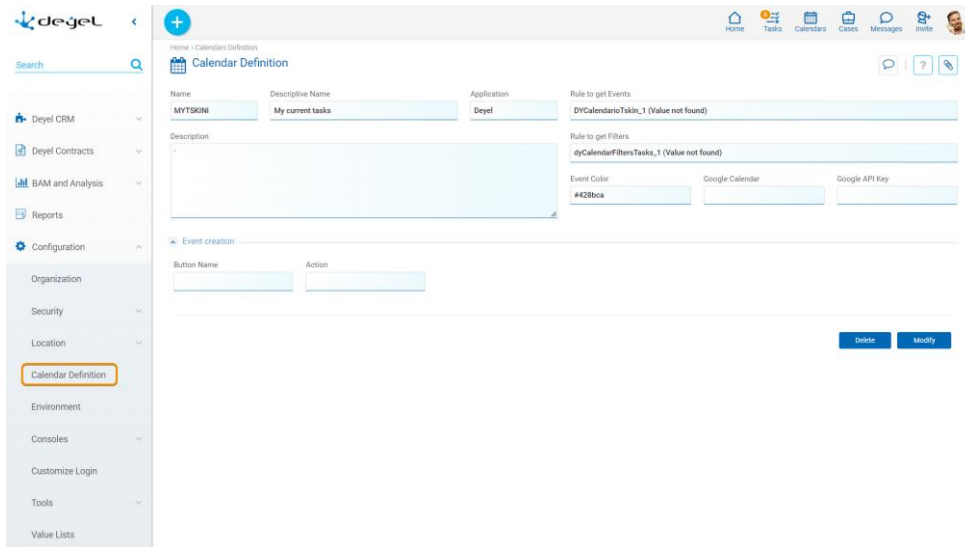 deyel
Search
Deyel CRM
Deyel Contracts
BAM and Analysis
Reports
Configuration
Organization
Security
Location
Calendar Definition
Environment
Consoles
Customize Login
Tools
Value Lists
Home
Tasks
Calendars
Cases
Messages
Invite
Home › Calendars Definition
Calendar Definition
?
Name
Descriptive Name
Application
Rule to get Events
MYTSKINI
My current tasks
Deyel
DYCalendarioTskIn_1 (Value not found)
Description
Rule to get Filters
-
dyCalendarFiltersTasks_1 (Value not found)
Event Color
Google Calendar
Google API Key
#428bca
Event creation
Button Name
Action
Delete
Modify